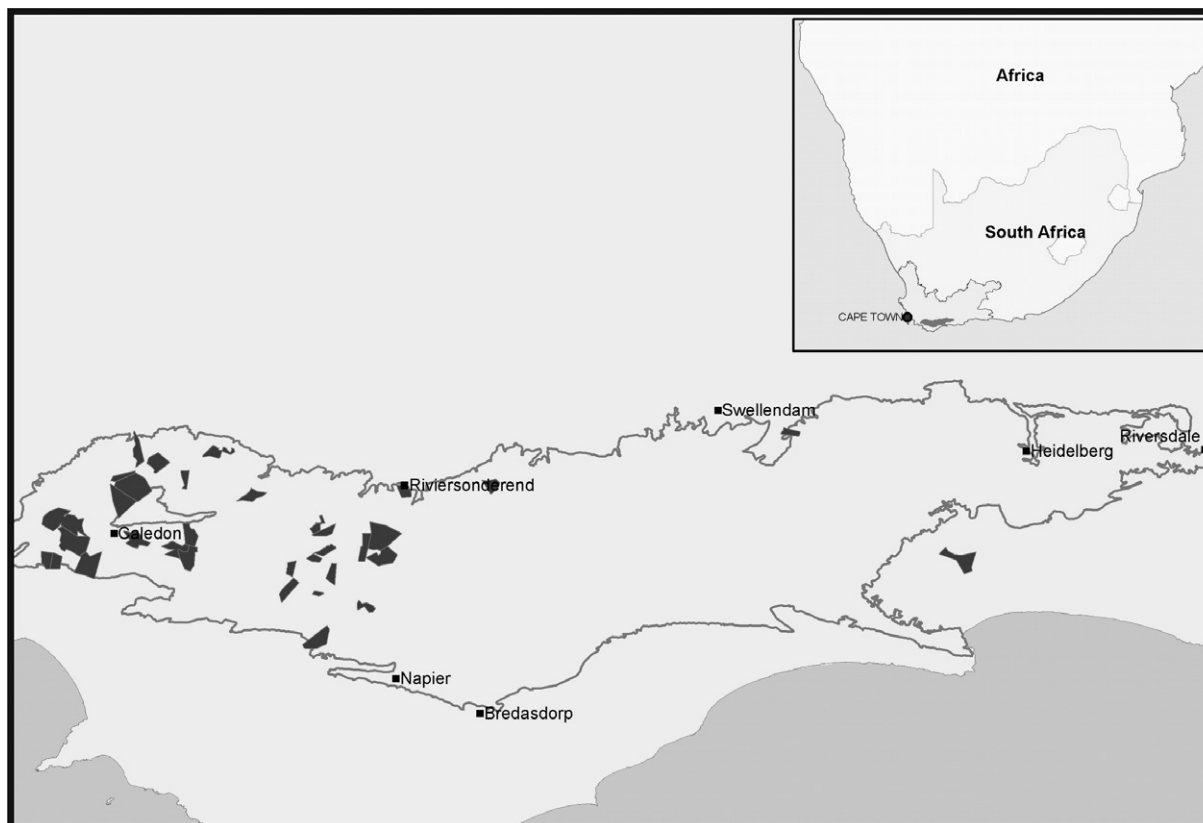 Africa
South Africa
CAPE TOWN
Swellendam
Riversdale
Heidelberg
Riviersonderend
Caledon
Napier
Bredasdorp